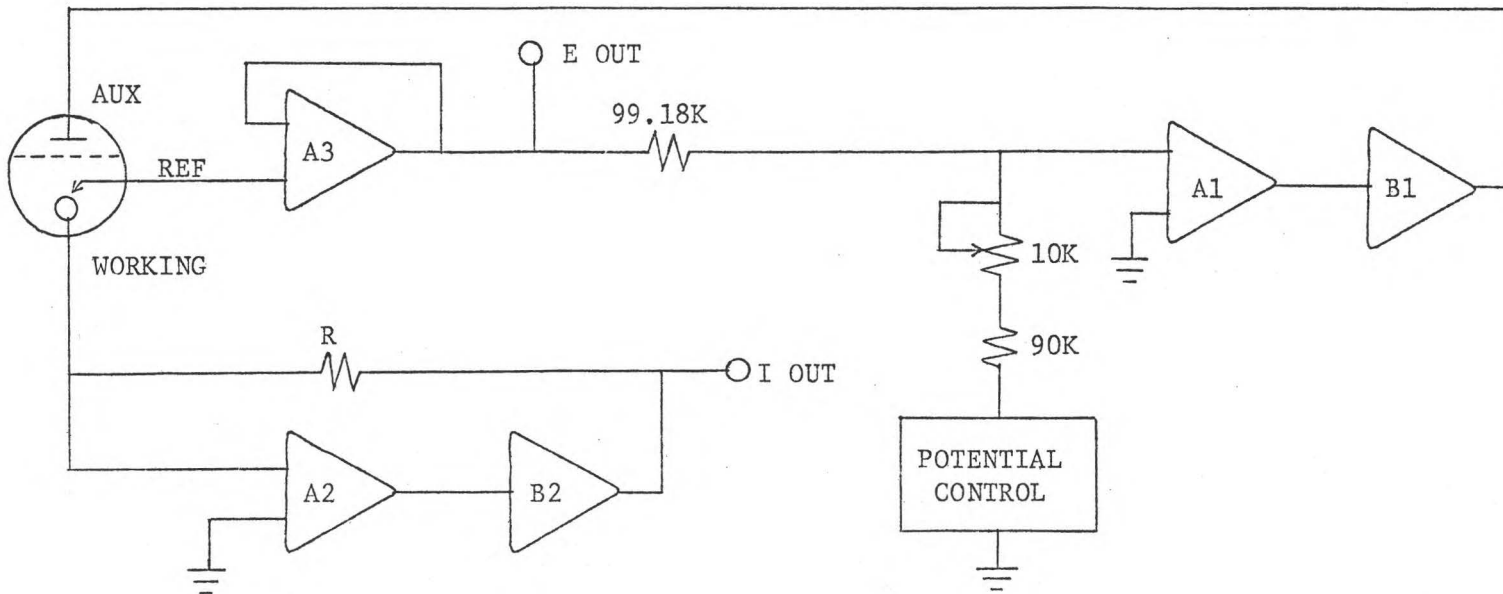 E OUT
AUX
99.18K
A3
REF
A1
B1
WORKING
10K
R
90K
I OUT
A2
B2
POTENTIAL
CONTROL